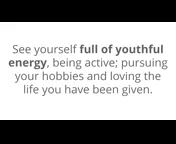 See yourself full of youthful
energy, being active; pursuing
your hobbies and loving the
life you have been given.